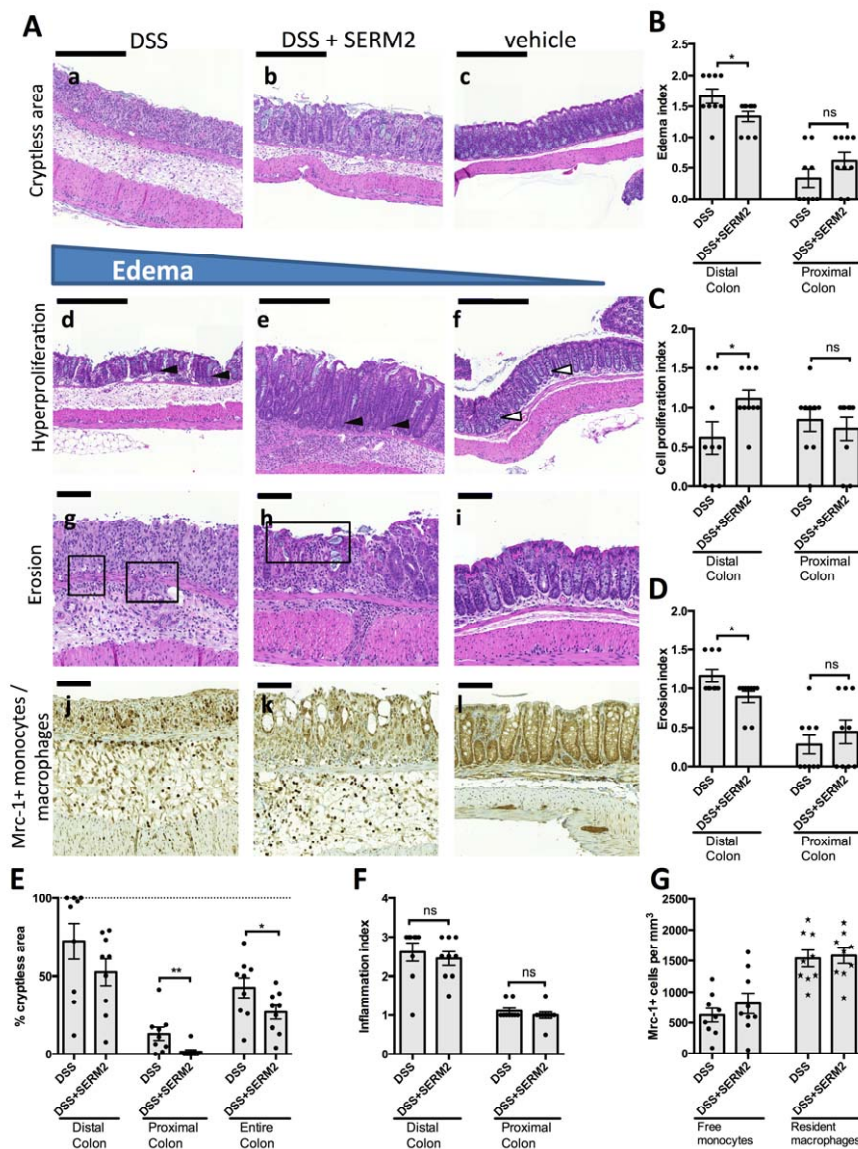 A
DSS
DSS + SERM2
vehicle
a
b
c
Cryptless area
Edema
d
e
f
Hyperproliferation
g
h
i
Erosion
j
k
l
Mrc-1+ monocytes /
macrophages
B
2.5
2.0
1.5
1.0
0.5
0.0
Edema index
*
ns
DSS
DSS+SERM2
DSS
DSS+SERM2
Distal
Colon
Proximal
Colon
C
2.0
1.5
1.0
0.5
0.0
Cell proliferation index
*
ns
DSS
DSS+SERM2
DSS
DSS+SERM2
Distal
Colon
Proximal
Colon
D
2.0
1.5
1.0
0.5
0.0
Erosion index
*
ns
DSS
DSS+SERM2
DSS
DSS+SERM2
Distal
Colon
Proximal
Colon
E
100
50
0
% cryptless area
**
*
DSS
DSS+SERM2
DSS
DSS+SERM2
DSS
DSS+SERM2
Distal
Colon
Proximal
Colon
Entire
Colon
F
4
3
2
1
0
Inflammation index
ns
ns
DSS
DSS+SERM2
DSS
DSS+SERM2
Distal
Colon
Proximal
Colon
G
2500
2000
1500
1000
500
0
Mrc-1+ cells per mm³
DSS
DSS+SERM2
DSS
DSS+SERM2
Free
monocytes
Resident
macrophages